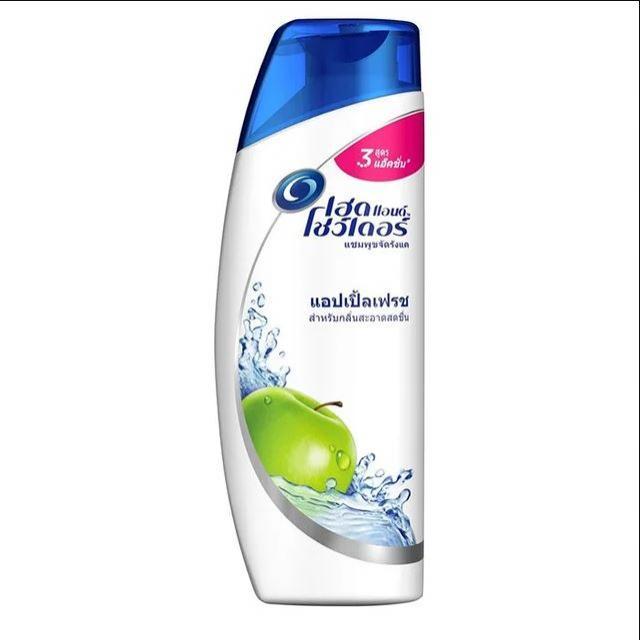 3 สูตร
แอ๊คชั่น*
เฮด แอนด์
โชว์เดอร์
แชมพูขจัดรังแค
แอปเปิ้ลเฟรช
สำหรับกลิ่นสะอาดสดชื่น